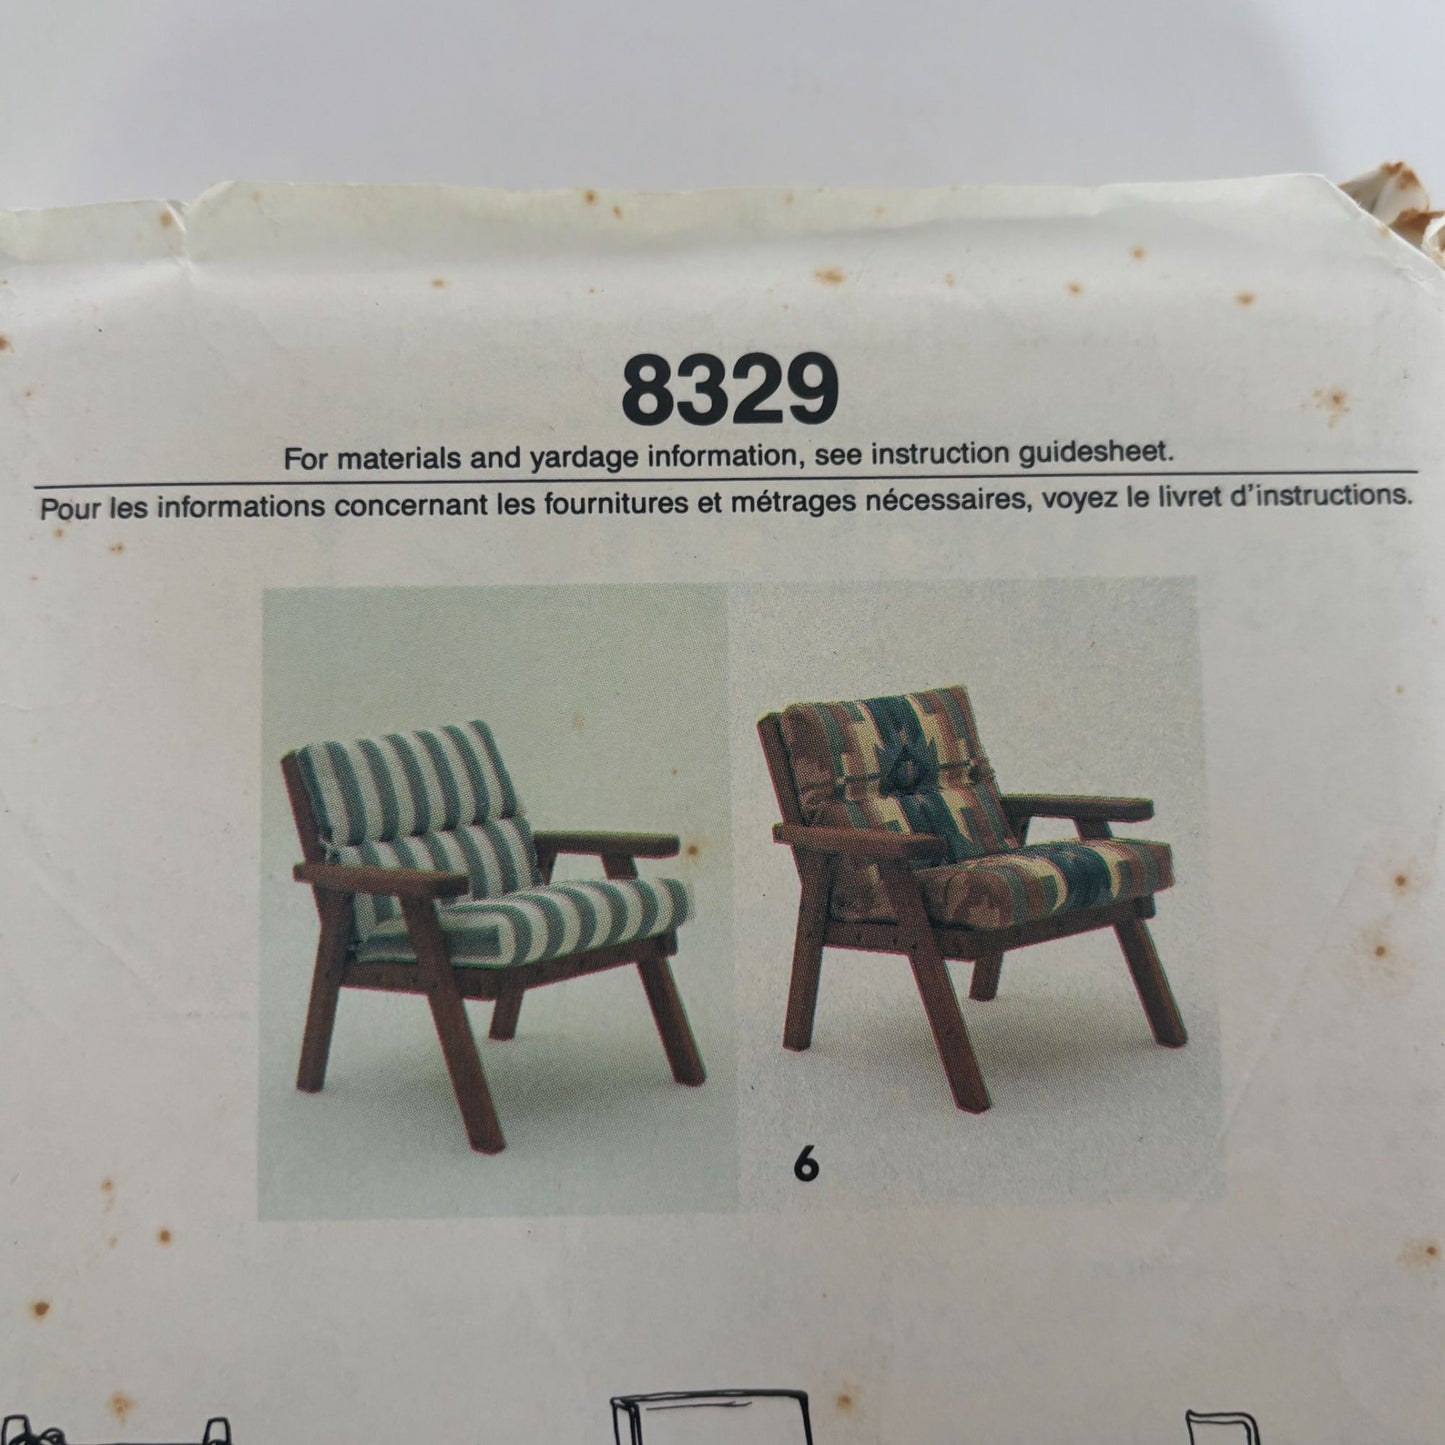 8329
For materials and yardage information, see instruction guidesheet.
Pour les informations concernant les fournitures et métrages nécessaires, voyez le livret d'instructions.
6